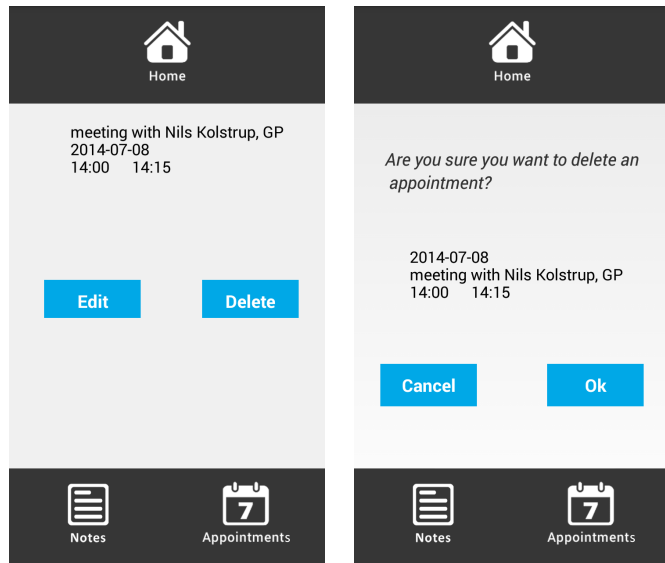 Home
meeting with Nils Kolstrup, GP
2014-07-08
14:00 14:15
Edit Delete
Notes 7 Appointments
Home
Are you sure you want to delete an
appointment?
2014-07-08
meeting with Nils Kolstrup, GP
14:00 14:15
Cancel Ok
Notes 7 Appointments